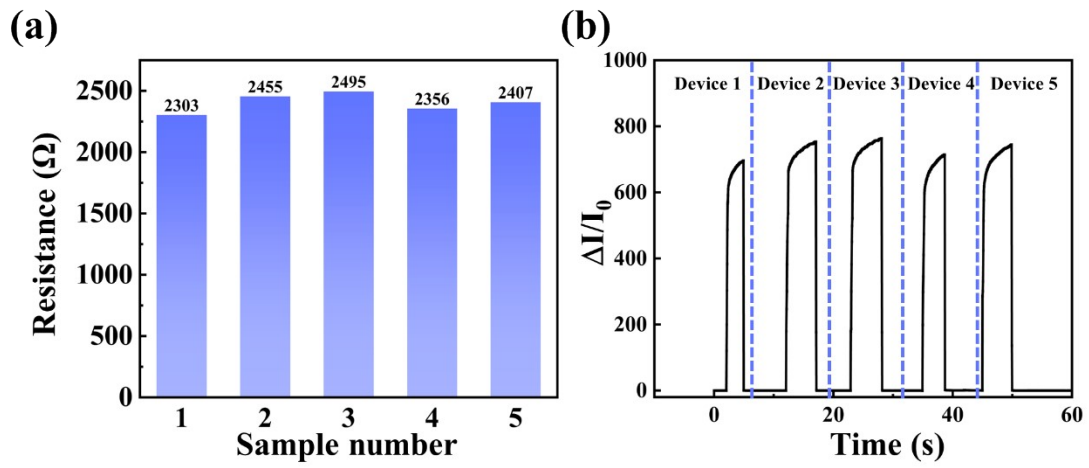 (a)
Resistance (Ω)
2500
2000
1500
1000
500
0
2303
2455
2495
2356
2407
1 2 3 4 5
Sample number
(b)
ΔI/I0
1000
800
600
400
200
0
Device 1 Device 2 Device 3 Device 4 Device 5
0 20 40 60
Time (s)